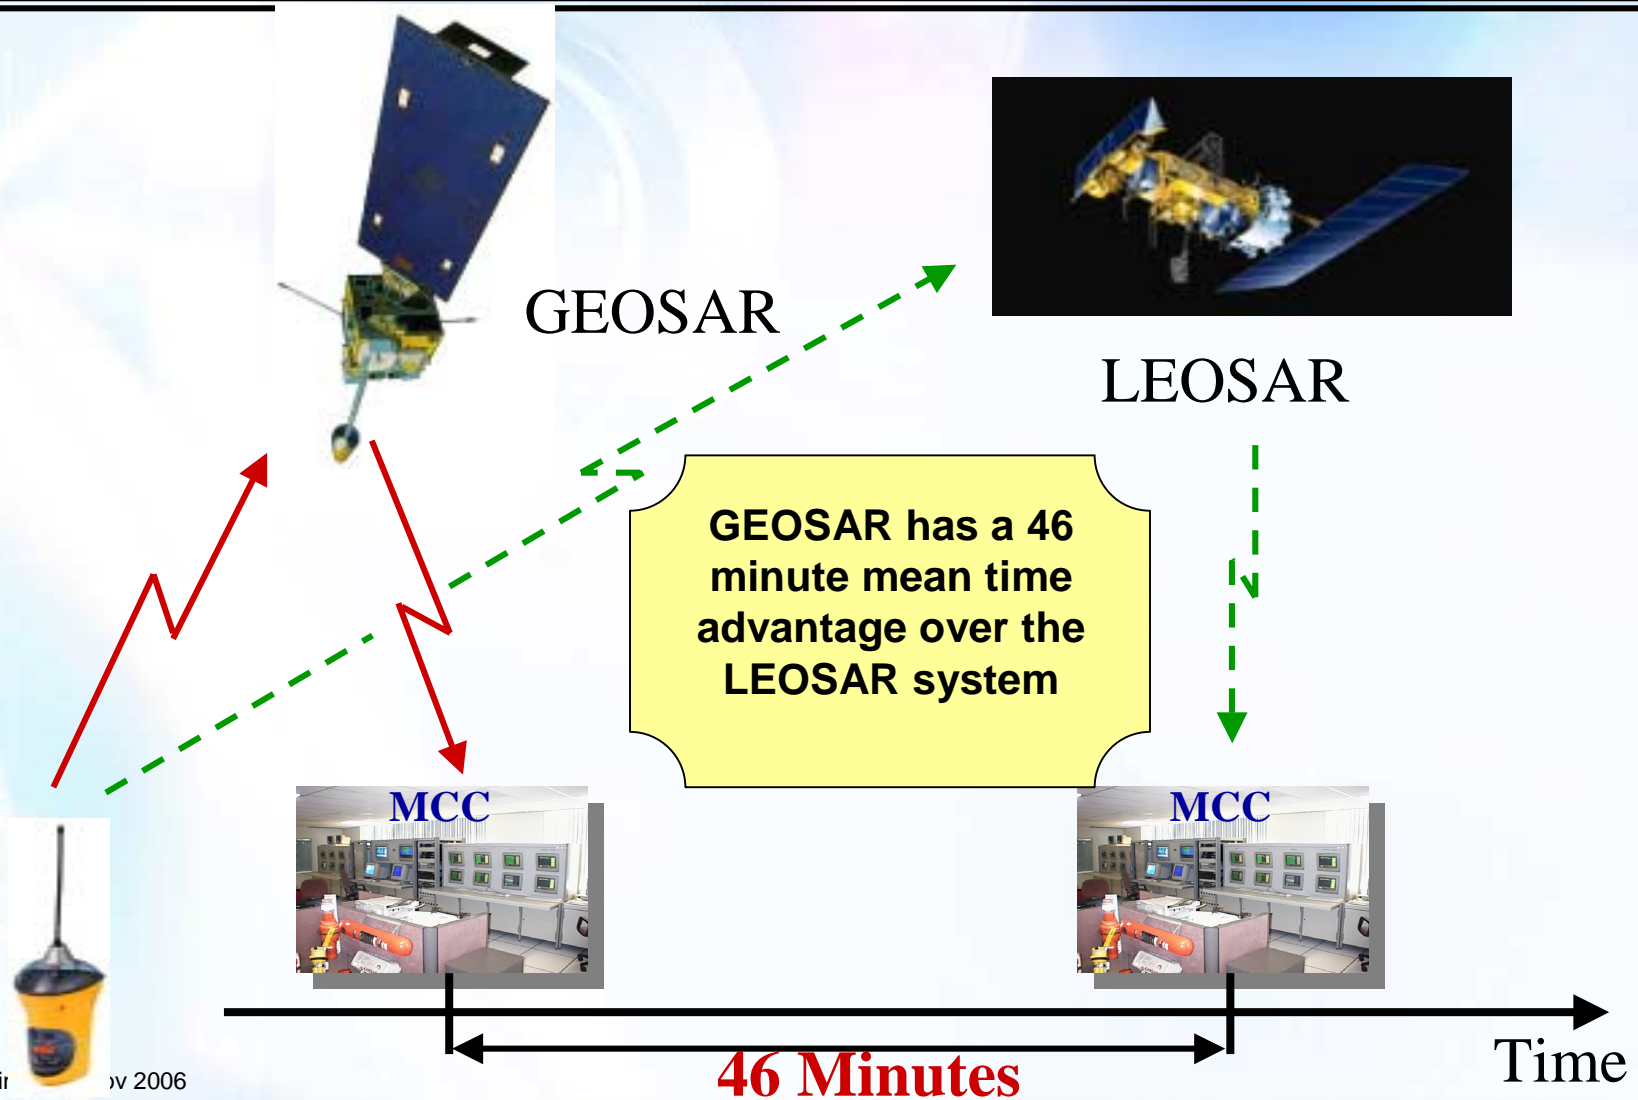 GEOSAR
LEOSAR
GEOSAR has a 46
minute mean time
advantage over the
LEOSAR system
MCC
MCC
46 Minutes
Time
2006